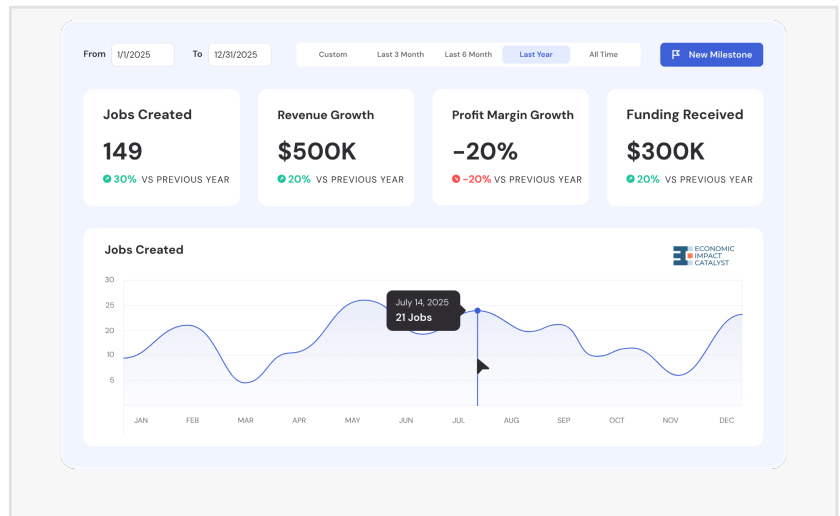 From 1/1/2025 To 12/31/2025 Custom Last 3 Month Last 6 Month Last Year All Time New Milestone
Jobs Created
149
30% VS PREVIOUS YEAR
Revenue Growth
$500K
20% VS PREVIOUS YEAR
Profit Margin Growth
-20%
-20% VS PREVIOUS YEAR
Funding Received
$300K
20% VS PREVIOUS YEAR
Jobs Created
ECONOMIC
IMPACT
CATALYST
30
25
20
10
5
July 14, 2025
21 Jobs
JAN FEB MAR APR MAY JUN JUL AUG SEP OCT NOV DEC